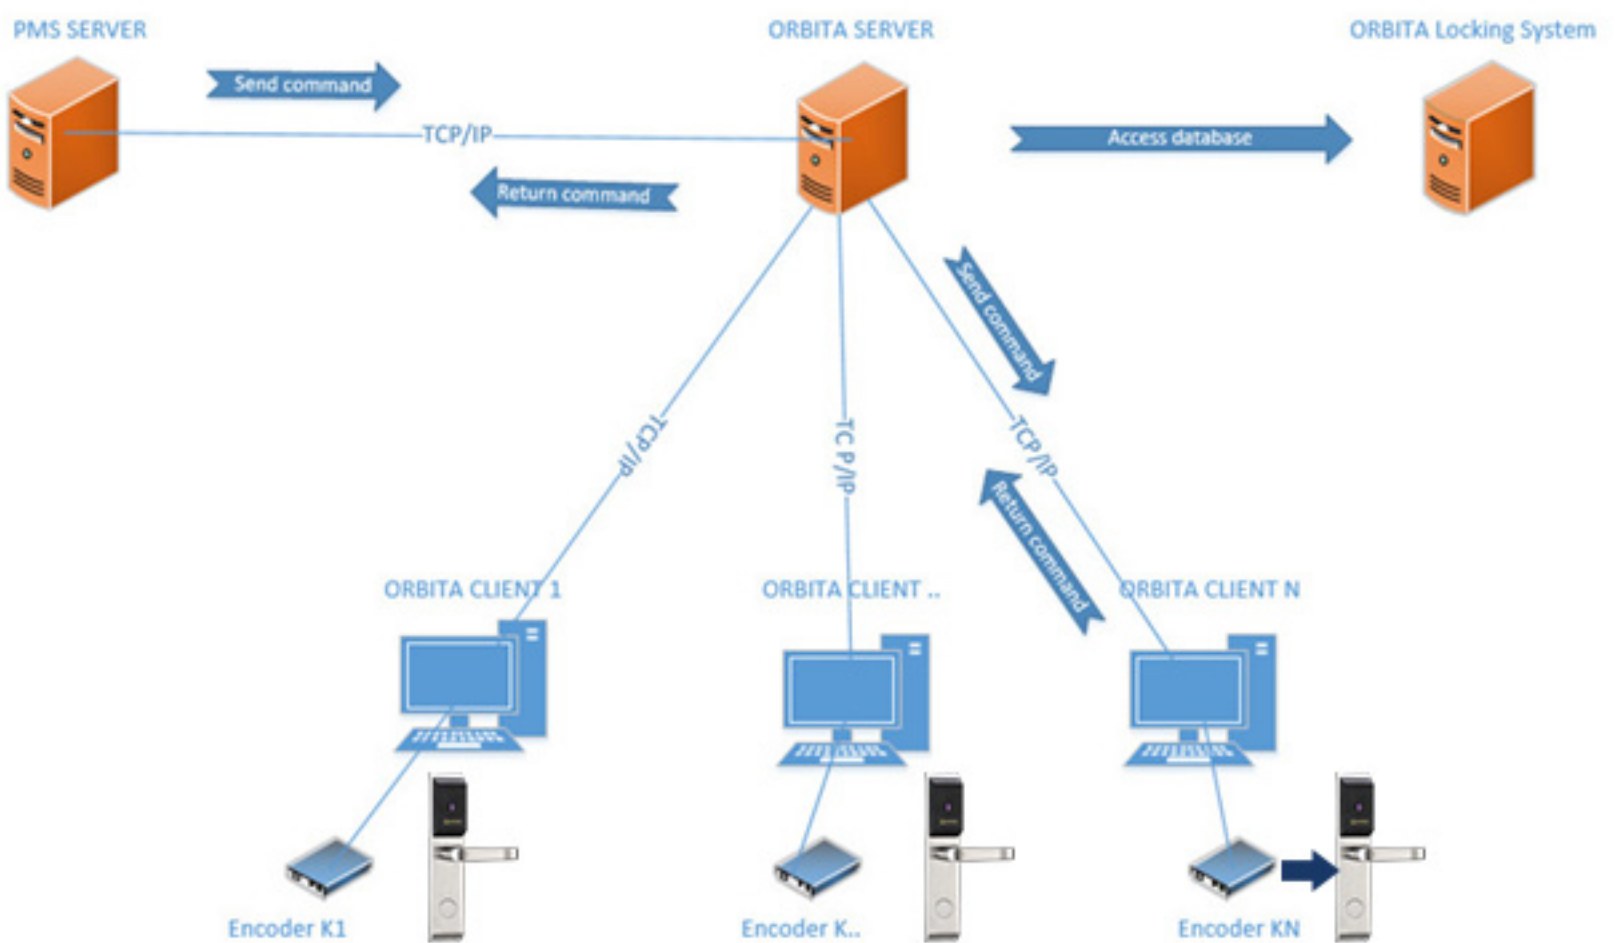 PMS SERVER
ORBITA SERVER
ORBITA Locking System
Send command
TCP/IP
Return command
Access database
Send command
TCP/IP
TC P/IP
TCP/IP
Return command
ORBITA CLIENT 1
ORBITA CLIENT ..
ORBITA CLIENT N
Encoder K1
Encoder K..
Encoder KN